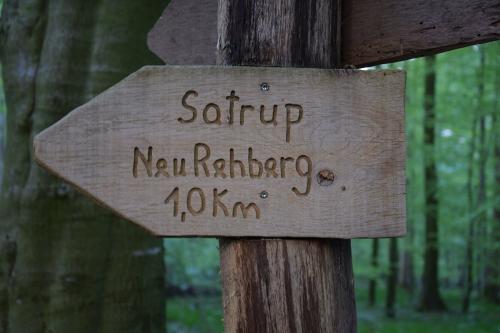 Satrup
Neu Rehberg
1,0 Km